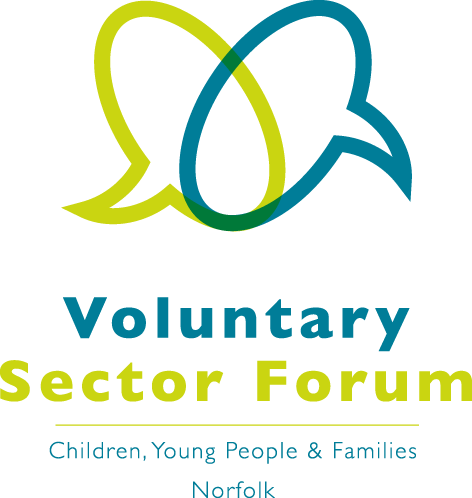 Voluntary
Sector Forum
Children, Young People & Families
Norfolk